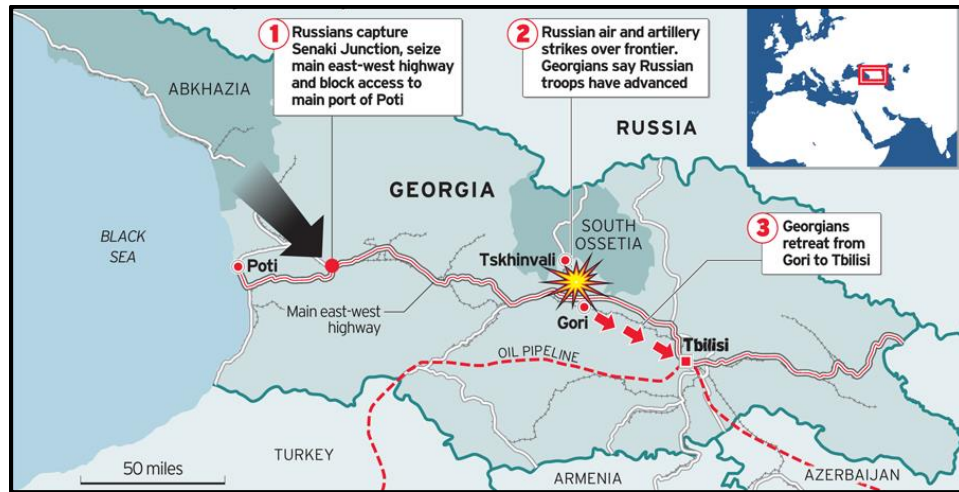 1 Russians capture
Senaki Junction, seize
main east-west highway
and block access to
main port of Poti
2 Russian air and artillery
strikes over frontier.
Georgians say Russian
troops have advanced
ABKHAZIA
RUSSIA
GEORGIA
BLACK
SEA
SOUTH
OSSETIA
3 Georgians
retreat from
Gori to Tbilisi
Tskhinvali
Poti
Main east-west
highway
Gori
Tbilisi
OIL PIPELINE
50 miles
TURKEY
ARMENIA
AZERBAIJAN